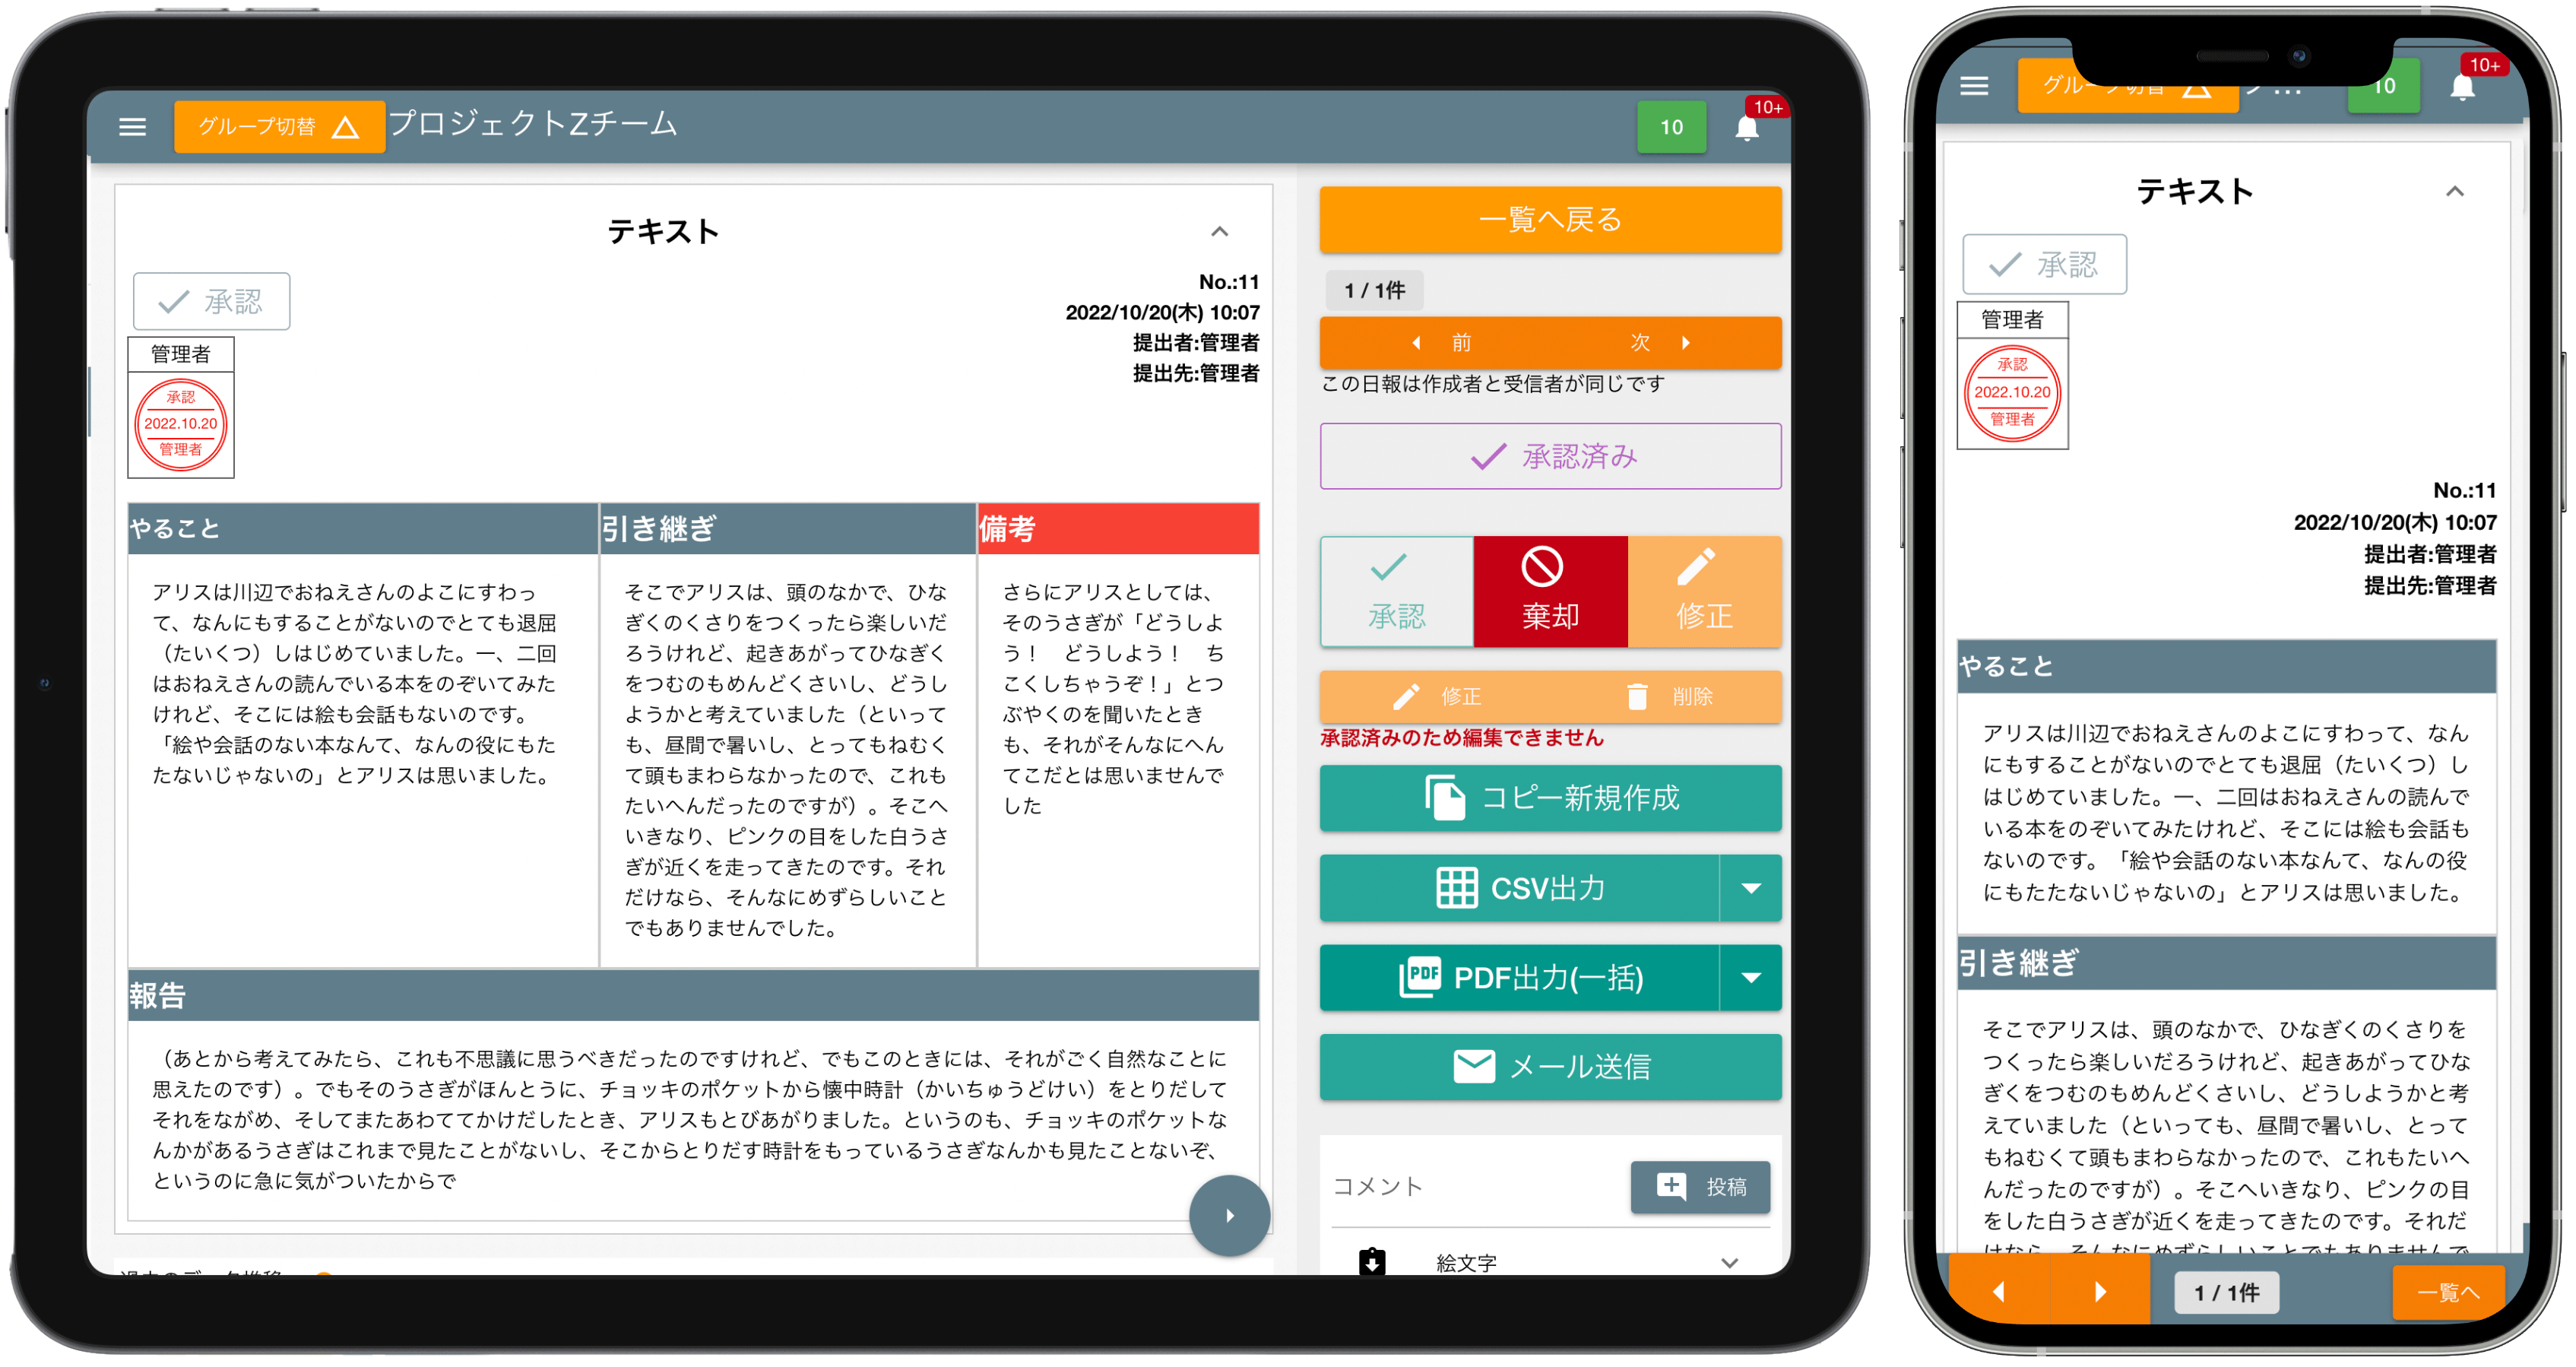 グループ切替
プロジェクトZチーム
10
10+
テキスト
承認
No.:11
2022/10/20(木) 10:07
提出者:管理者
提出先:管理者
管理者
承認
2022.10.20
管理者
やること
引き継ぎ
備考
アリスは川辺でおねえさんのよこにすわっ
て、なんにもすることがないのでとても退屈
(たいくつ)しはじめていました。一、二回
はおねえさんの読んでいる本をのぞいてみた
けれど、そこには絵も会話もないのです。
「絵や会話のない本なんて、なんの役にもた
たないじゃないの」とアリスは思いました。
そこでアリスは、頭のなかで、ひな
ぎくのくさりをつくったら楽しいだ
ろうけれど、起きあがってひなぎく
をつむのもめんどくさいし、どうし
ようかと考えていました(といって
も、昼間で暑いし、とってもねむく
て頭もまわらなかったので、これも
たいへんだったのですが)。そこへ
いきなり、ピンクの目をした白うさ
ぎが近くを走ってきたのです。それ
だけなら、そんなにめずらしいこと
でもありませんでした。
さらにアリスとしては、
そのうさぎが「どうしよ
う! どうしよう! ち
こくしちゃうぞ!」とつ
ぶやくのを聞いたとき
も、それがそんなにへん
てこだとは思いませんで
した
報告
(あとから考えてみたら、これも不思議に思うべきだったのですけれど、でもこのときには、それがごく自然なことに
思えたのです)。でもそのうさぎがほんとうに、チョッキのポケットから懐中時計(かいちゅうどけい)をとりだして
それをながめ、そしてまたあわててかけだしたとき、アリスもとびあがりました。というのも、チョッキのポケットな
んかがあるうさぎはこれまで見たことがないし、そこからとりだす時計をもっているうさぎなんかも見たことないぞ、
というのに急に気がついたからで
一覧へ戻る
1 / 1件
前
次
この日報は作成者と受信者が同じです
承認済み
承認
棄却
修正
修正
削除
承認済みのため編集できません
コピー新規作成
CSV出力
PDF
PDF出力(一括)
メール送信
コメント
投稿
絵文字
グループ切替
10
10+
テキスト
承認
管理者
承認
2022.10.20
管理者
No.:11
2022/10/20(木) 10:07
提出者:管理者
提出先:管理者
やること
アリスは川辺でおねえさんのよこにすわって、なん
にもすることがないのでとても退屈(たいくつ)し
はじめていました。一、二回はおねえさんの読んで
いる本をのぞいてみたけれど、そこには絵も会話も
ないのです。「絵や会話のない本なんて、なんの役
にもたたないじゃないの」とアリスは思いました。
引き継ぎ
そこでアリスは、頭のなかで、ひなぎくのくさりを
つくったら楽しいだろうけれど、起きあがってひな
ぎくをつむのもめんどくさいし、どうしようかと考
えていました(といっても、昼間で暑いし、とって
もねむくて頭もまわらなかったので、これもたいへ
んだったのですが)。そこへいきなり、ピンクの目
をした白うさぎが近くを走ってきたのです。それだ
けなら、そんなにめずらしいことでもありませんで
1 / 1件
一覧へ